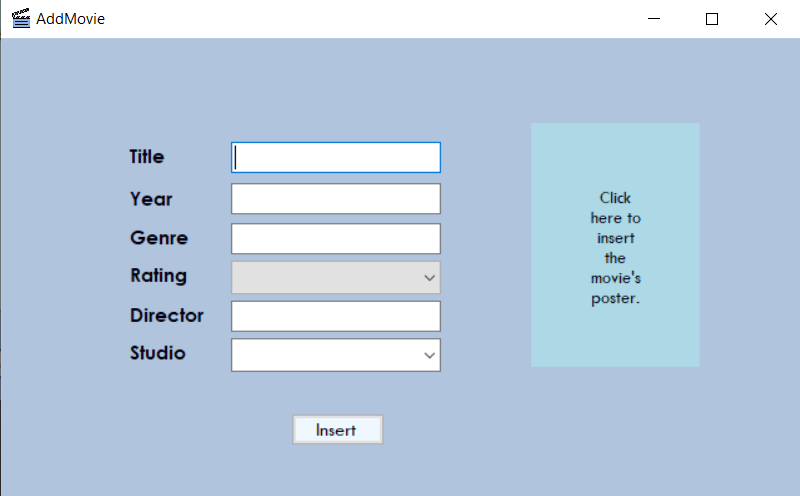 AddMovie
Title
Year
Genre
Rating
Director
Studio
Click
here to
insert
the
movie's
poster.
Insert